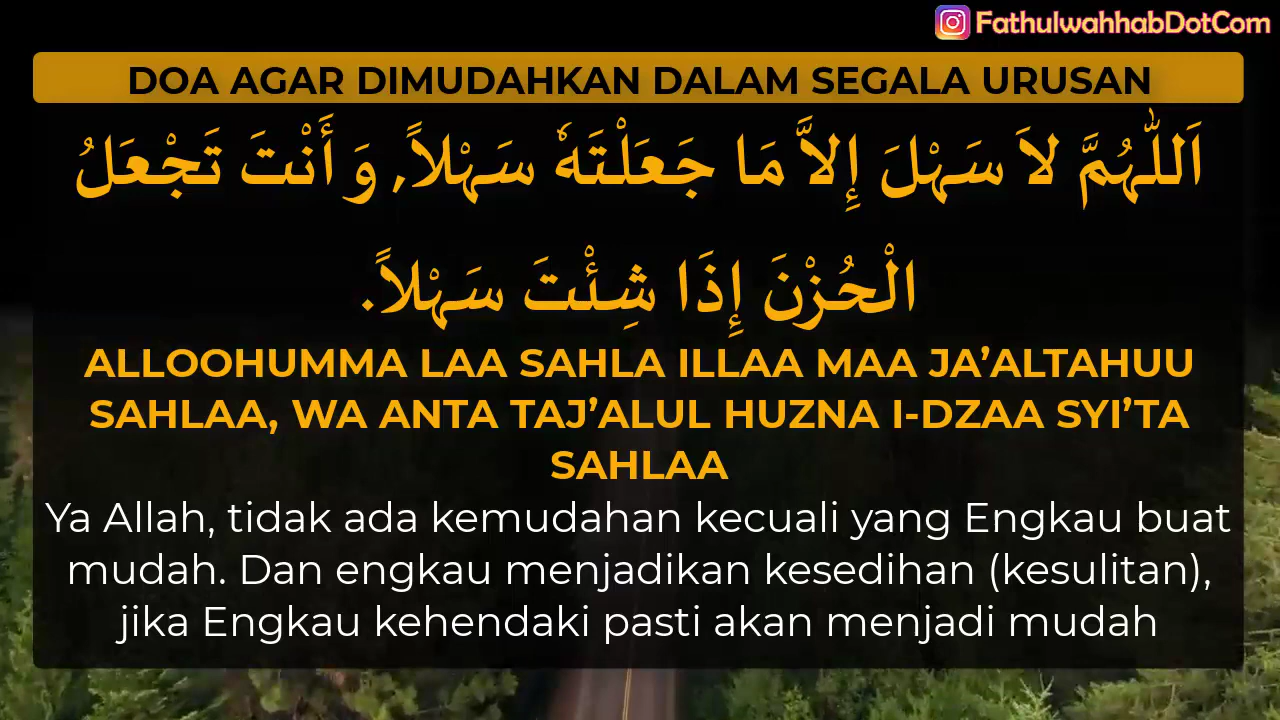 FathulwahhabDotCom
DOA AGAR DIMUDAHKAN DALAM SEGALA URUSAN
اَللّٰهُمَّ لاَ سَهْلَ إِلاَّ مَا جَعَلْتَهٗ سَهْلاً, وَ أَنْتَ تَجْعَلُ
الْحُزْنَ إِذَا شِئْتَ سَهْلاً.
ALLOOHUMMA LAA SAHLA ILLAA MAA JA’ALTAHUU
SAHLAA, WA ANTA TAJ’ALUL HUZNA I-DZAA SYI’TA
SAHLAA
Ya Allah, tidak ada kemudahan kecuali yang Engkau buat
mudah. Dan engkau menjadikan kesedihan (kesulitan),
jika Engkau kehendaki pasti akan menjadi mudah